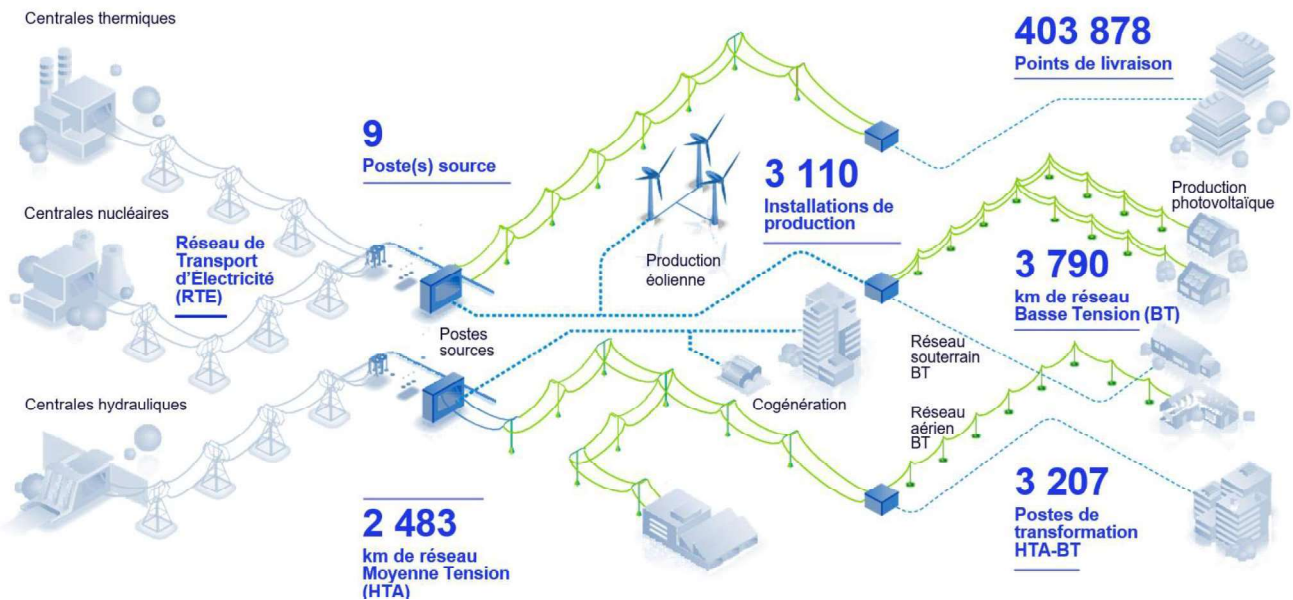 Centrales thermiques
403 878
Points de livraison
9
Poste(s) source
3 110
Installations de
production
Production
photovoltaïque
Centrales nucléaires
Réseau de
Transport
d'Électricité
(RTE)
Production
éolienne
3 790
km de réseau
Basse Tension (BT)
Postes
sources
Réseau
souterrain
BT
Centrales hydrauliques
Cogénération
Réseau
aérien
BT
2 483
km de réseau
Moyenne Tension
(HTA)
3 207
Postes de
transformation
HTA-BT